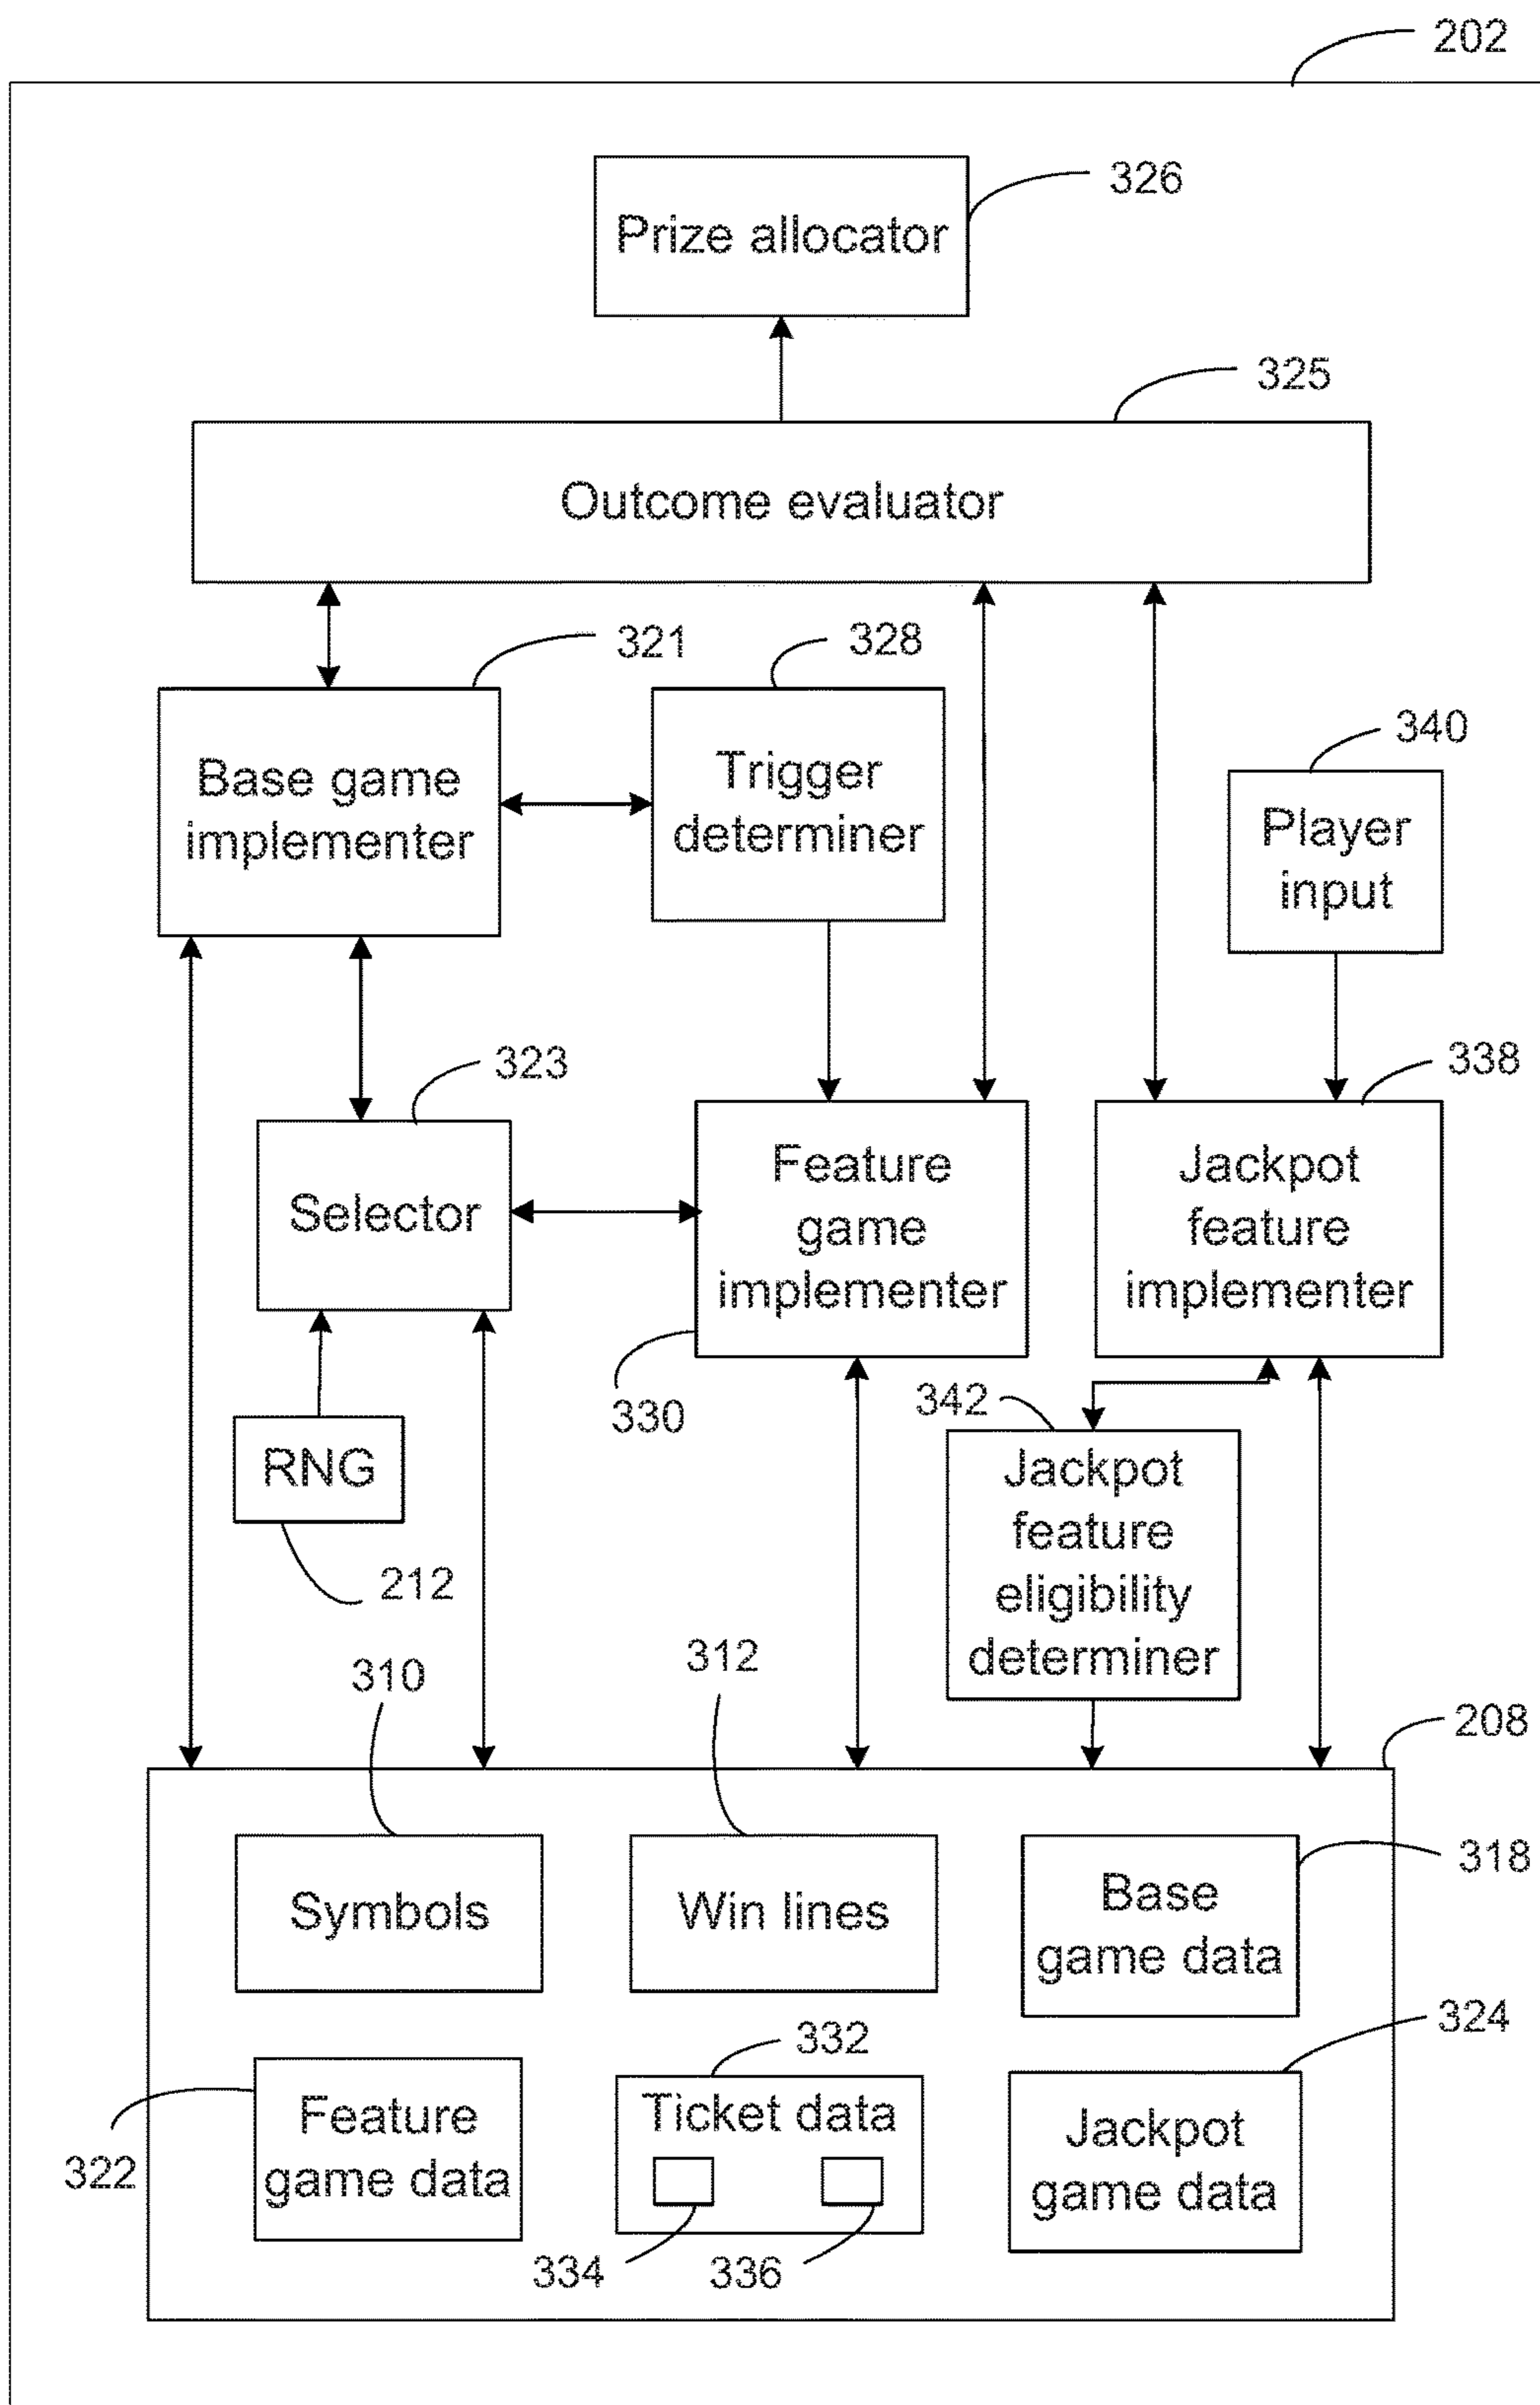 202
326
Prize allocator
325
Outcome evaluator
321
328
340
Base game
implementer
Trigger
determiner
Player
input
323
338
Selector
Feature
game
implementer
Jackpot
feature
implementer
330
342
RNG
212
Jackpot
feature
eligibility
determiner
310
312
208
Symbols
Win lines
Base
game data
318
332
324
322
Feature
game data
Ticket data
334
336
Jackpot
game data